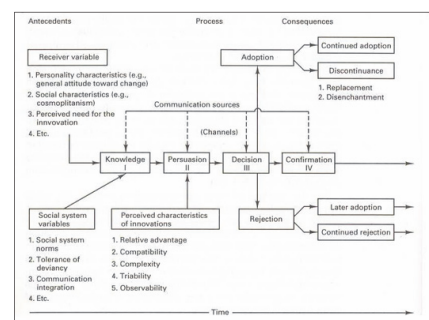 Antecedents Process Consequences
Receiver variable
1. Personality characteristics (e.g.,
general attitude toward change)
2. Social characteristics (e.g.,
cosmoplitanism)
3. Perceived need for the
innvovation
4. Etc.
Adoption
Continued adoption
Discontinuance
1. Replacement
2. Disenchantment
Communication sources
(Channels)
Knowledge
I
Persuasion
II
Decision
III
Confirmation
IV
Social system
variables
1. Social system
norms
2. Tolerance of
deviancy
3. Communication
integration
4. Etc.
Perceived characteristics
of innovations
1. Relative advantage
2. Compatibility
3. Complexity
4. Triability
5. Observability
Rejection
Later adoption
Continued rejection
Time